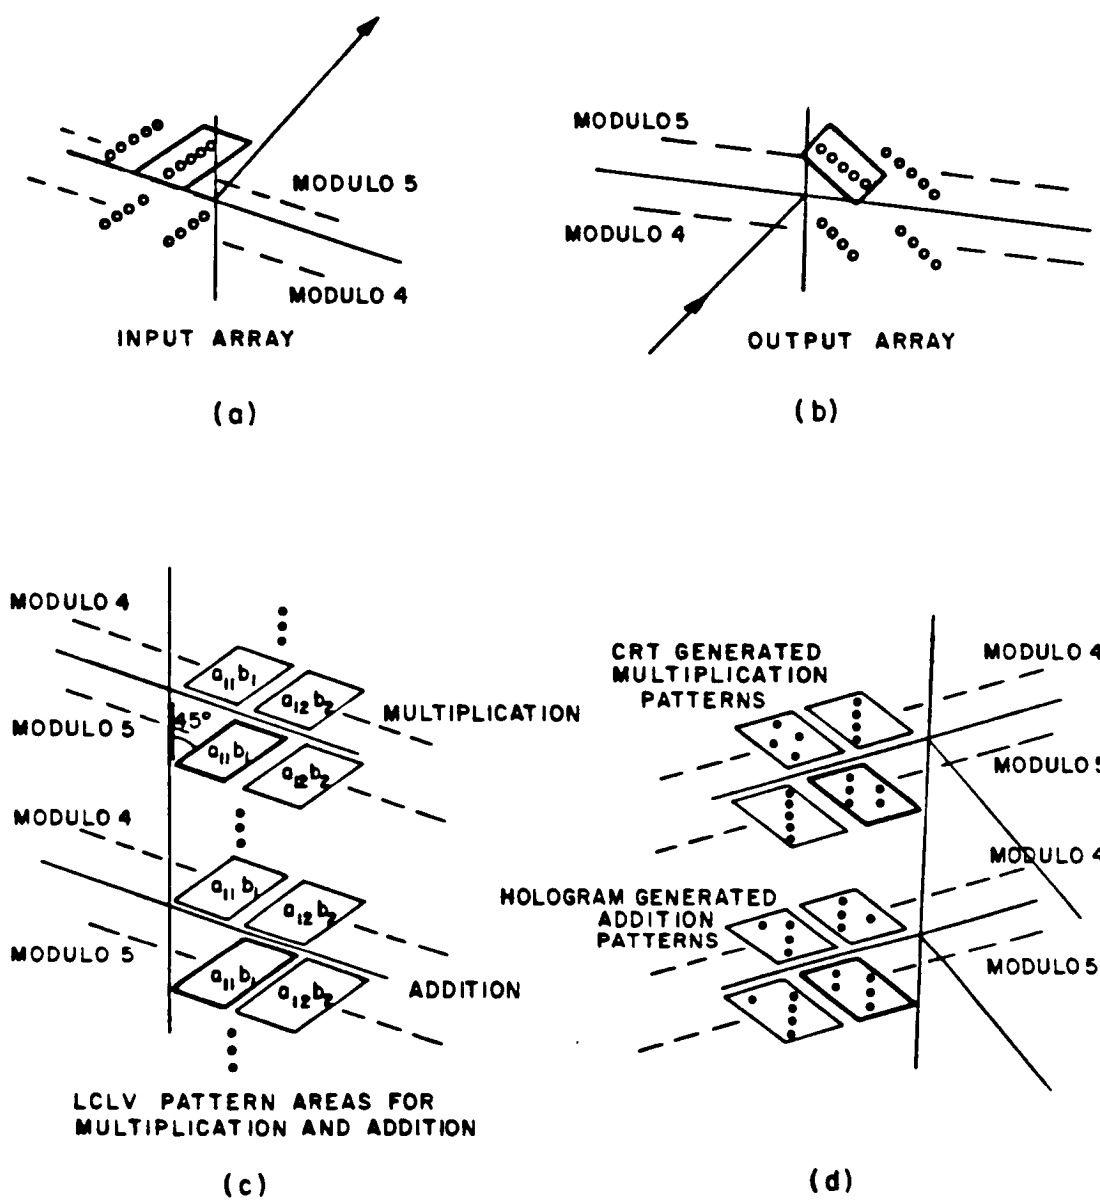 MODULO 5
MODULO 4
INPUT ARRAY
(a)
MODULO 5
MODULO 4
OUTPUT ARRAY
(b)
MODULO 4
a11 b1
a12 b2
MULTIPLICATION
45°
MODULO 5
a11 b1
a12 b2
MODULO 4
a11 b1
a12 b2
MODULO 5
a11 b1
a12 b2
ADDITION
LCLV PATTERN AREAS FOR
MULTIPLICATION AND ADDITION
(c)
CRT GENERATED
MULTIPLICATION
PATTERNS
MODULO 4
MODULO 5
MODULO 4
HOLOGRAM GENERATED
ADDITION
PATTERNS
MODULO 5
(d)